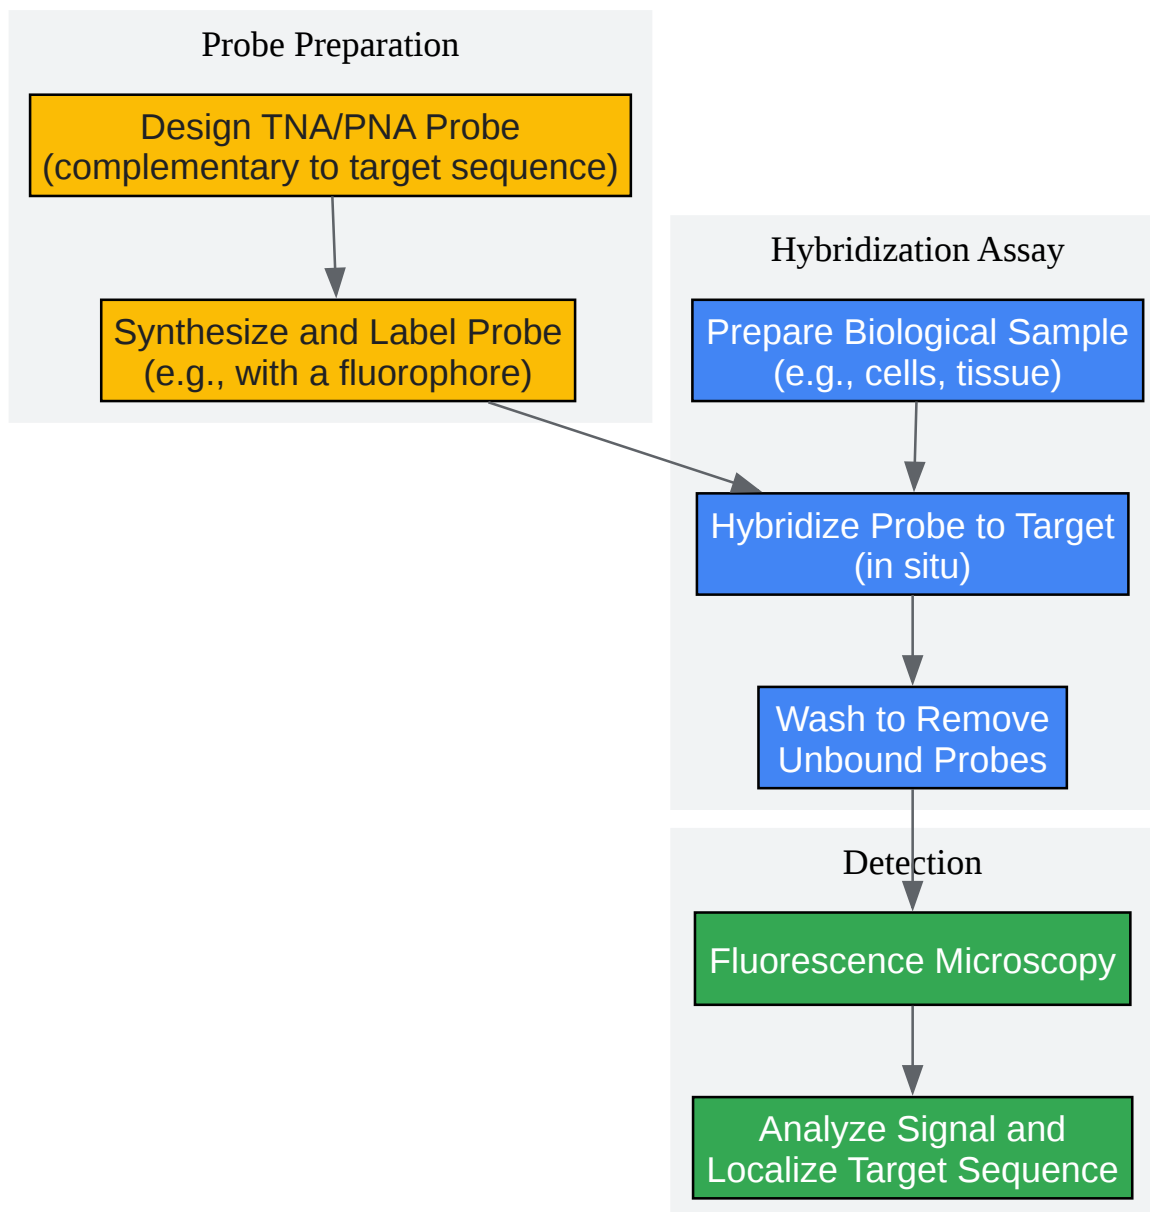 Probe Preparation
Design TNA/PNA Probe
(complementary to target sequence)
Synthesize and Label Probe
(e.g., with a fluorophore)
Hybridization Assay
Prepare Biological Sample
(e.g., cells, tissue)
Hybridize Probe to Target
(in situ)
Wash to Remove
Unbound Probes
Detection
Fluorescence Microscopy
Analyze Signal and
Localize Target Sequence